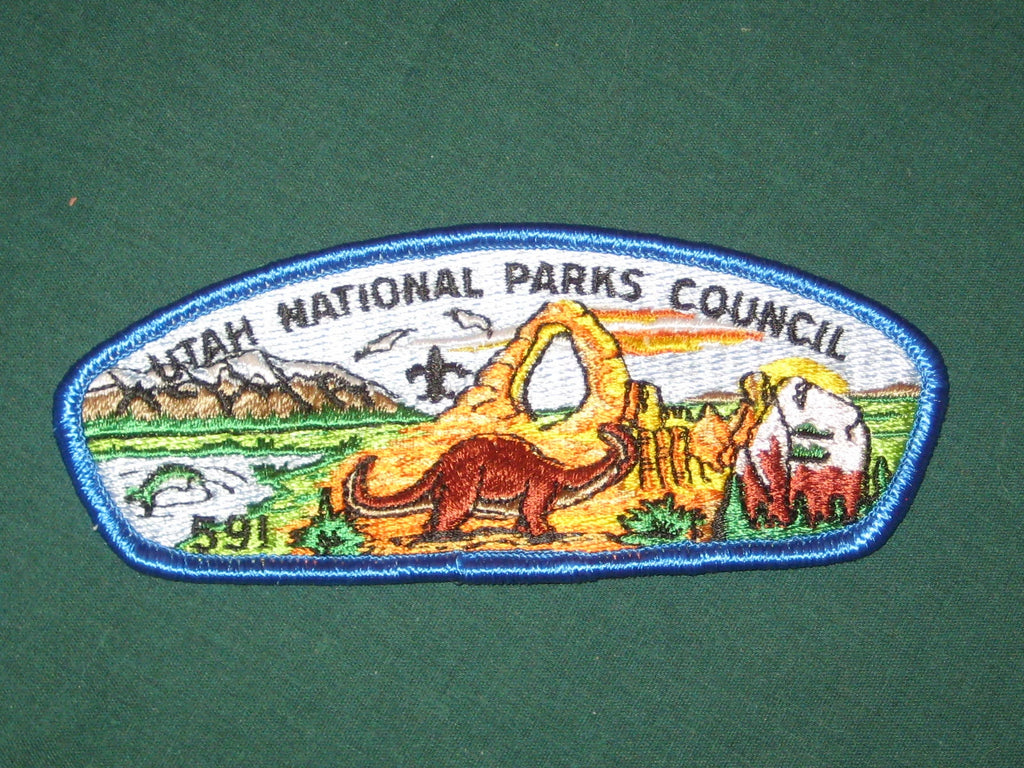 UTAH NATIONAL PARKS COUNCIL
591